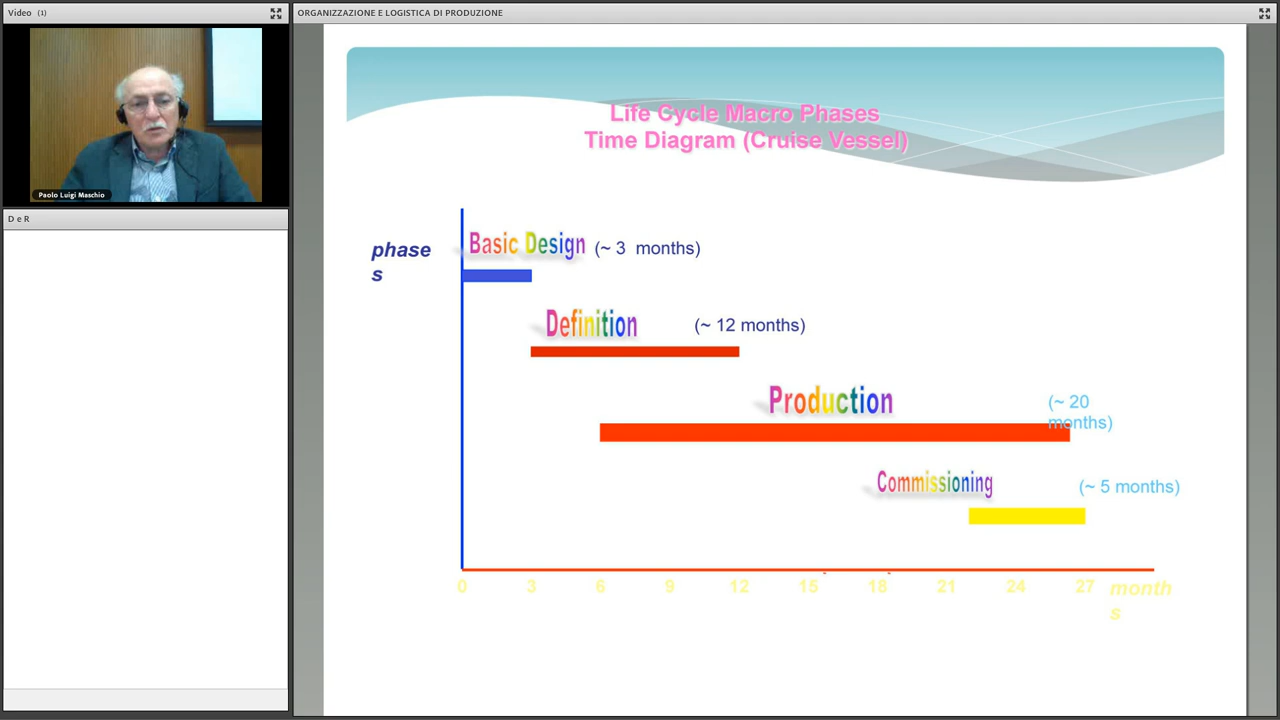 Video (1)
ORGANIZZAZIONE E LOGISTICA DI PRODUZIONE
Paolo Luigi Maschio
D e R
Life Cycle Macro Phases
Time Diagram (Cruise Vessel)
phase
s
Basic Design (~ 3 months)
Definition (~ 12 months)
Production (~ 20
months)
Commissioning (~ 5 months)
0 3 6 9 12 15 18 21 24 27 month
s